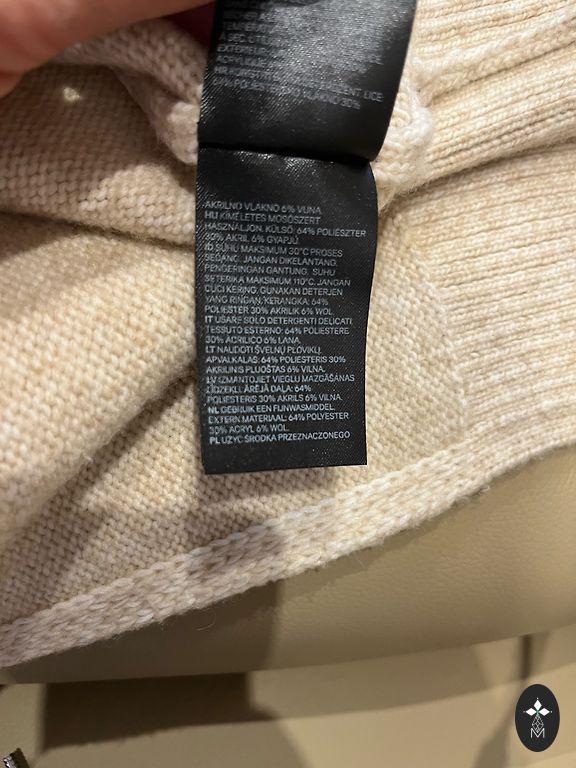 AKRILNO VLAKNO 6% VUNA.
HU KÍMÉLETES MOSÓSZERT
HASZNÁLJON. KÜLSŐ: 64% POLIÉSZTER
30% AKRIL 6% GYAPJÚ.
ID SUHU MAKSIMUM 30°C PROSES
SEDANG. JANGAN DIKELANTANG.
PENGERINGAN GANTUNG. SUHU
SETERIKA MAKSIMUM 110°C. JANGAN
CUCI KERING. GUNAKAN DETERJEN
YANG RINGAN. KERANGKA: 64%
POLIESTER 30% AKRILIK 6% WOL.
IT USARE SOLO DETERGENTI DELICATI.
TESSUTO ESTERNO: 64% POLIESTERE
30% ACRILICO 6% LANA.
LT NAUDOTI ŠVELNŲ PLOVIKLĮ.
APVALKALAS: 64% POLIESTERIS 30%
AKRILINIS PLUOŠTAS 6% VILNA.
LV IZMANTOJIET VIEGLU MAZGĀŠANAS
LĪDZEKLI. ĀRĒJĀ DAĻA: 64%
POLIESTERIS 30% AKRILS 6% VILNA.
NL GEBRUIK EEN FIJNWASMIDDEL.
EXTERN MATERIAAL: 64% POLYESTER
30% ACRYL 6% WOL.
PL UŻYĆ ŚRODKA PRZEZNACZONEGO
M